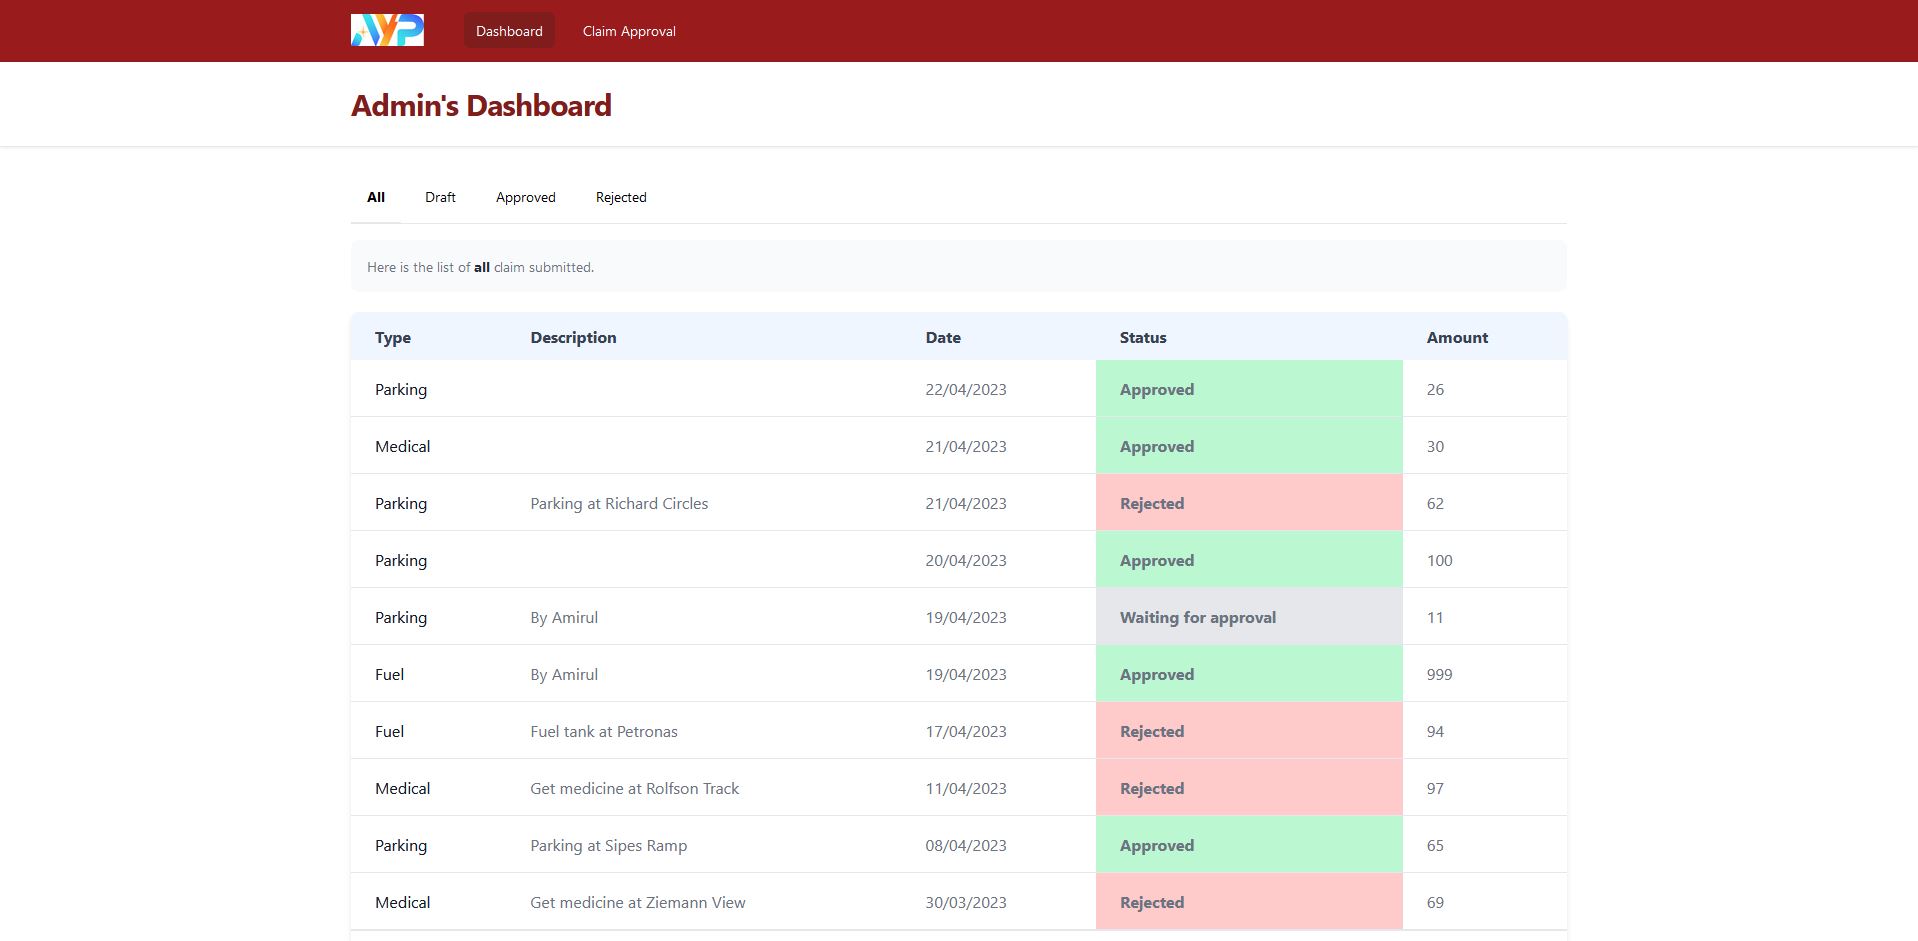 AYP Dashboard Claim Approval
Admin's Dashboard
All Draft Approved Rejected
Here is the list of all claim submitted.
Type Description Date Status Amount
Parking 22/04/2023 Approved 26
Medical 21/04/2023 Approved 30
Parking Parking at Richard Circles 21/04/2023 Rejected 62
Parking 20/04/2023 Approved 100
Parking By Amirul 19/04/2023 Waiting for approval 11
Fuel By Amirul 19/04/2023 Approved 999
Fuel Fuel tank at Petronas 17/04/2023 Rejected 94
Medical Get medicine at Rolfson Track 11/04/2023 Rejected 97
Parking Parking at Sipes Ramp 08/04/2023 Approved 65
Medical Get medicine at Ziemann View 30/03/2023 Rejected 69